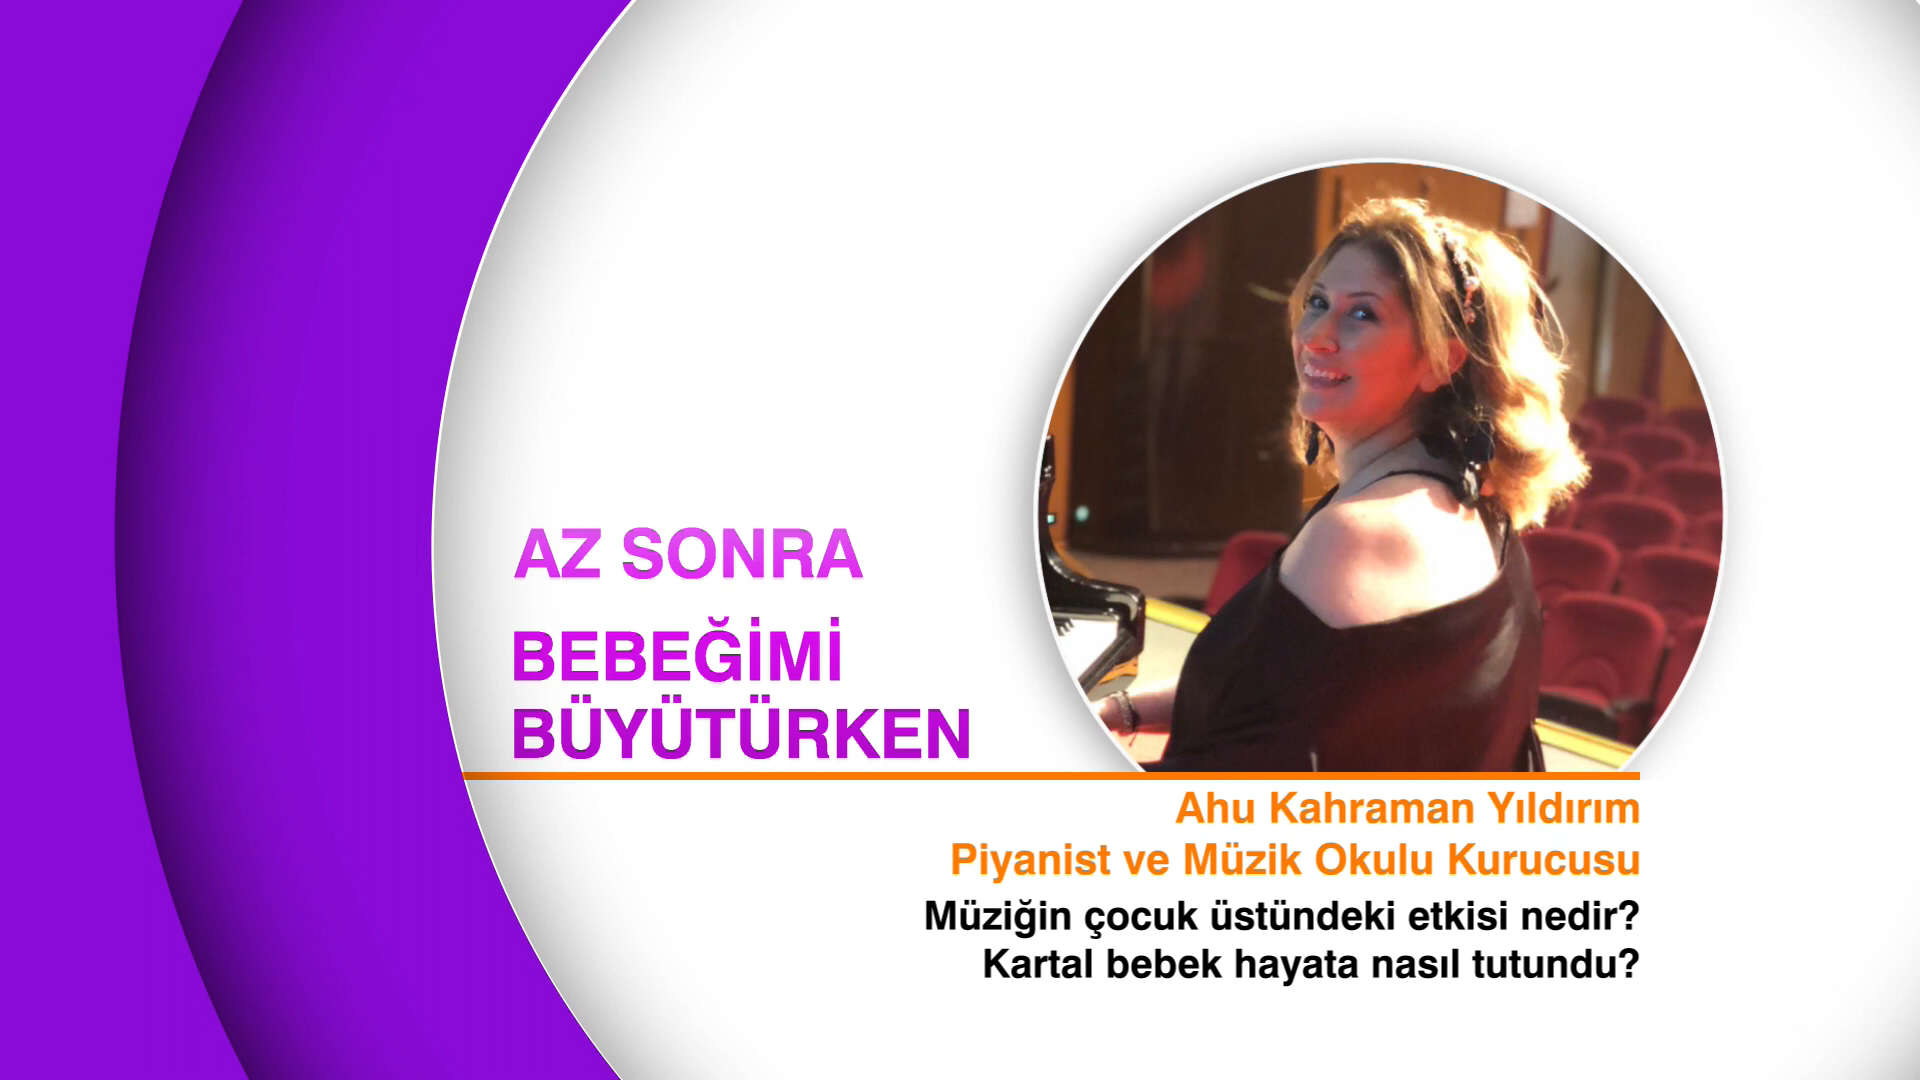 AZ SONRA
BEBEĞİMİ
BÜYÜTÜRKEN
Ahu Kahraman Yıldırım
Piyanist ve Müzik Okulu Kurucusu
Müziğin çocuk üstündeki etkisi nedir?
Kartal bebek hayata nasıl tutundu?